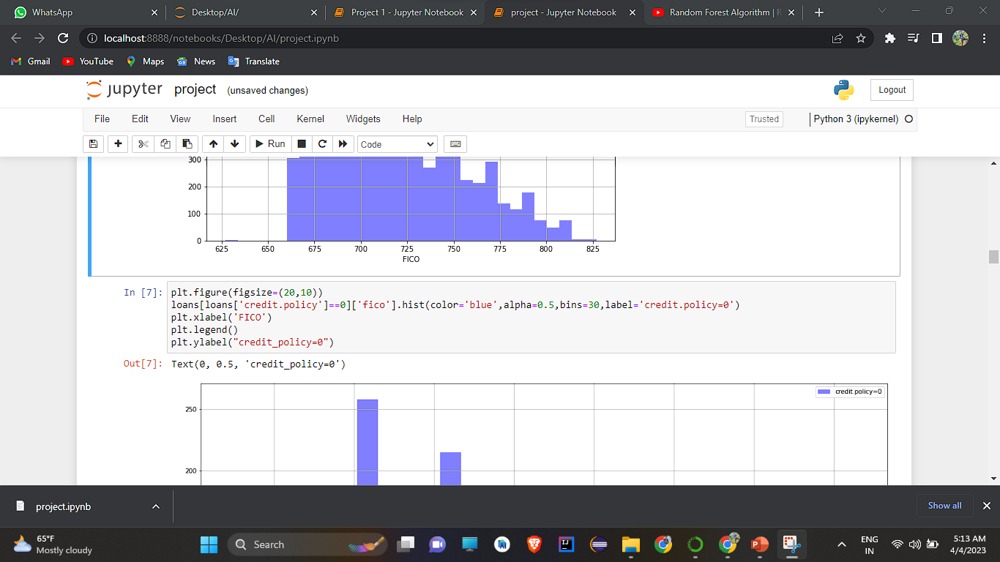 WhatsApp
Desktop/AI/
Project 1 - Jupyter Notebook
project - Jupyter Notebook
Random Forest Algorithm | R
localhost:8888/notebooks/Desktop/AI/project.ipynb
Gmail
YouTube
Maps
News
Translate
jupyter project (unsaved changes)
Logout
File Edit View Insert Cell Kernel Widgets Help
Trusted
Python 3 (ipykernel)
Run
Code
300
200
100
0
625 650 675 700 725 750 775 800 825
FICO
In [7]:
plt.figure(figsize=(20,10))
loans[loans['credit.policy']==0]['fico'].hist(color='blue',alpha=0.5,bins=30,label='credit.policy=0')
plt.xlabel('FICO')
plt.legend()
plt.ylabel("credit_policy=0")
Out[7]: Text(0, 0.5, 'credit_policy=0')
credit.policy=0
250
200
project.ipynb
Show all
65°F
Mostly cloudy
Search
ENG
IN
5:13 AM
4/4/2023